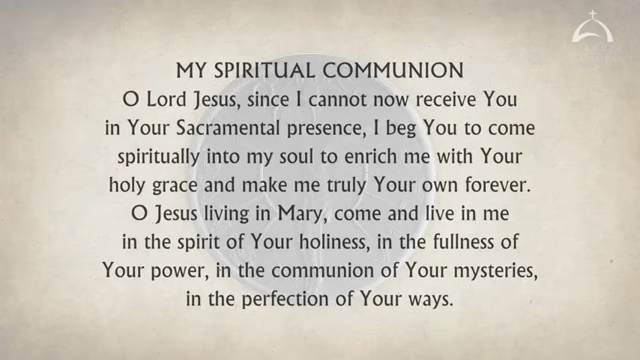 MY SPIRITUAL COMMUNION
O Lord Jesus, since I cannot now receive You
in Your Sacramental presence, I beg You to come
spiritually into my soul to enrich me with Your
holy grace and make me truly Your own forever.
O Jesus living in Mary, come and live in me
in the spirit of Your holiness, in the fullness of
Your power, in the communion of Your mysteries,
in the perfection of Your ways.